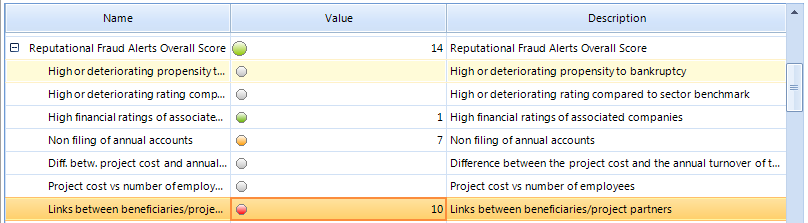 Name Value Description
Reputational Fraud Alerts Overall Score 14 Reputational Fraud Alerts Overall Score
High or deteriorating propensity t... High or deteriorating propensity to bankruptcy
High or deteriorating rating comp... High or deteriorating rating compared to sector benchmark
High financial ratings of associate... 1 High financial ratings of associated companies
Non filing of annual accounts 7 Non filing of annual accounts
Diff. betw. project cost and annual... Difference between the project cost and the annual turnover of t...
Project cost vs number of employ... Project cost vs number of employees
Links between beneficiaries/proje... 10 Links between beneficiaries/project partners